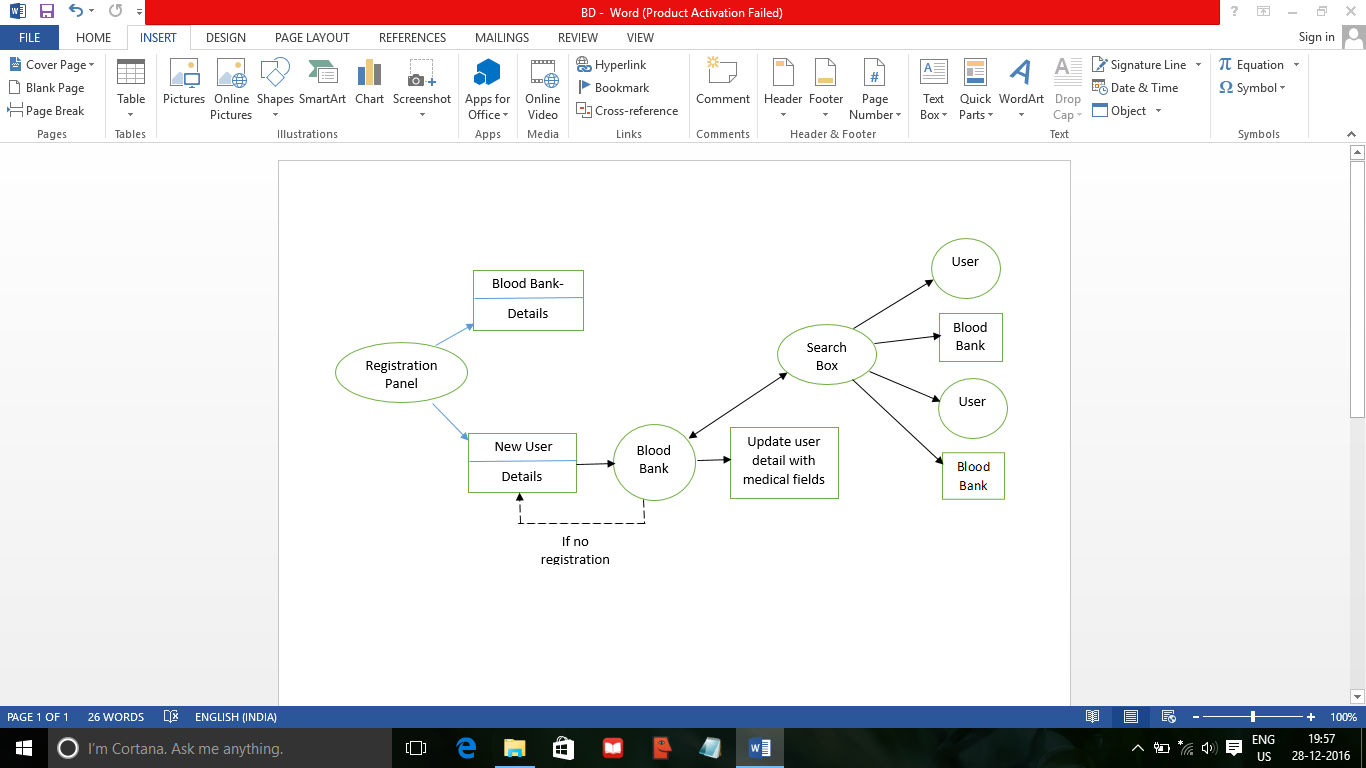 BD - Word (Product Activation Failed)
?
FILE HOME INSERT DESIGN PAGE LAYOUT REFERENCES MAILINGS REVIEW VIEW Sign in
Cover Page
Blank Page
Page Break
Pages
Table
Tables
Pictures
Online
Pictures
Shapes
SmartArt
Chart
Screenshot
Illustrations
Apps for
Office
Apps
Online
Video
Media
Hyperlink
Bookmark
Cross-reference
Links
Comment
Comments
Header
Footer
Page
Number
Header & Footer
Text
Box
Quick
Parts
WordArt
Drop
Cap
Signature Line
Date & Time
Object
Text
π Equation
Ω Symbol
Symbols
Blood Bank-
Details
Registration
Panel
New User
Details
If no
registration
Blood
Bank
Update user
detail with
medical fields
Search
Box
User
Blood
Bank
User
Blood
Bank
PAGE 1 OF 1 26 WORDS ENGLISH (INDIA) 100%
I'm Cortana. Ask me anything.
ENG
US
19:57
28-12-2016